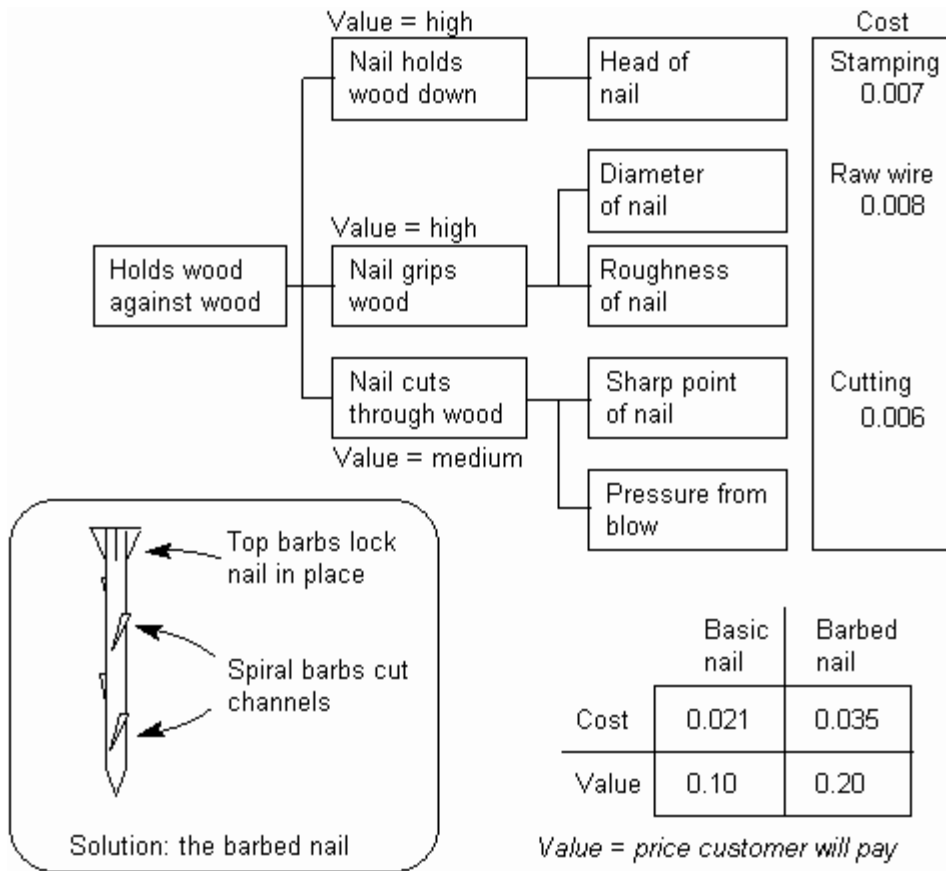 Value = high
Cost
Nail holds
wood down
Head of
nail
Stamping
0.007
Diameter
of nail
Raw wire
0.008
Value = high
Holds wood
against wood
Nail grips
wood
Roughness
of nail
Nail cuts
through wood
Sharp point
of nail
Cutting
0.006
Value = medium
Pressure from
blow
Top barbs lock
nail in place
Spiral barbs cut
channels
Solution: the barbed nail
Basic
nail
Barbed
nail
Cost
0.021
0.035
Value
0.10
0.20
Value = price customer will pay